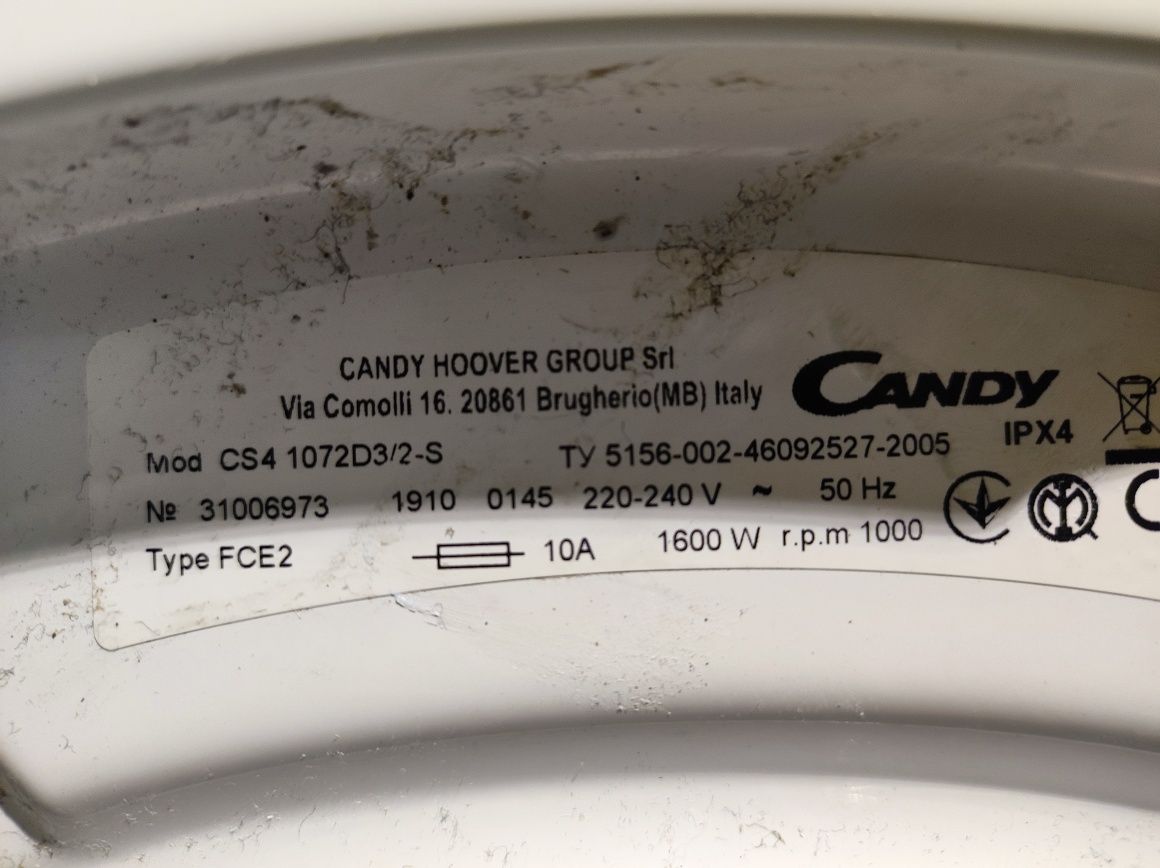 CANDY HOOVER GROUP Srl
Via Comolli 16. 20861 Brugherio(MB) Italy
CANDY
Mod CS4 1072D3/2-S
ТУ 5156-002-46092527-2005
IPX4
№ 31006973 1910 0145 220-240 V ~ 50 Hz
Type FCE2 10A 1600 W r.p.m 1000